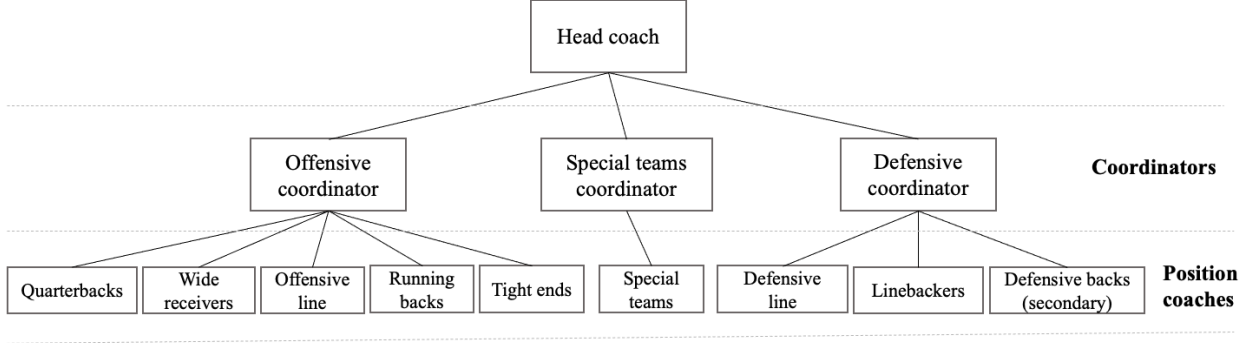 Head coach
Offensive
coordinator
Special teams
coordinator
Defensive
coordinator
Coordinators
Quarterbacks
Wide
receivers
Offensive
line
Running
backs
Tight ends
Special
teams
Defensive
line
Linebackers
Defensive backs
(secondary)
Position
coaches